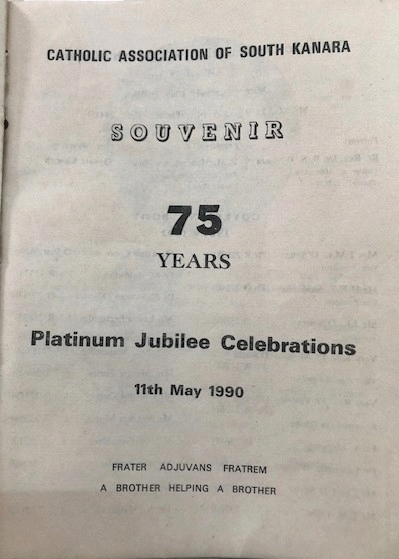 CATHOLIC ASSOCIATION OF SOUTH KANARA
SOUVENIR
75
YEARS
Platinum Jubilee Celebrations
11th May 1990
FRATER ADJUVANS FRATREM
A BROTHER HELPING A BROTHER